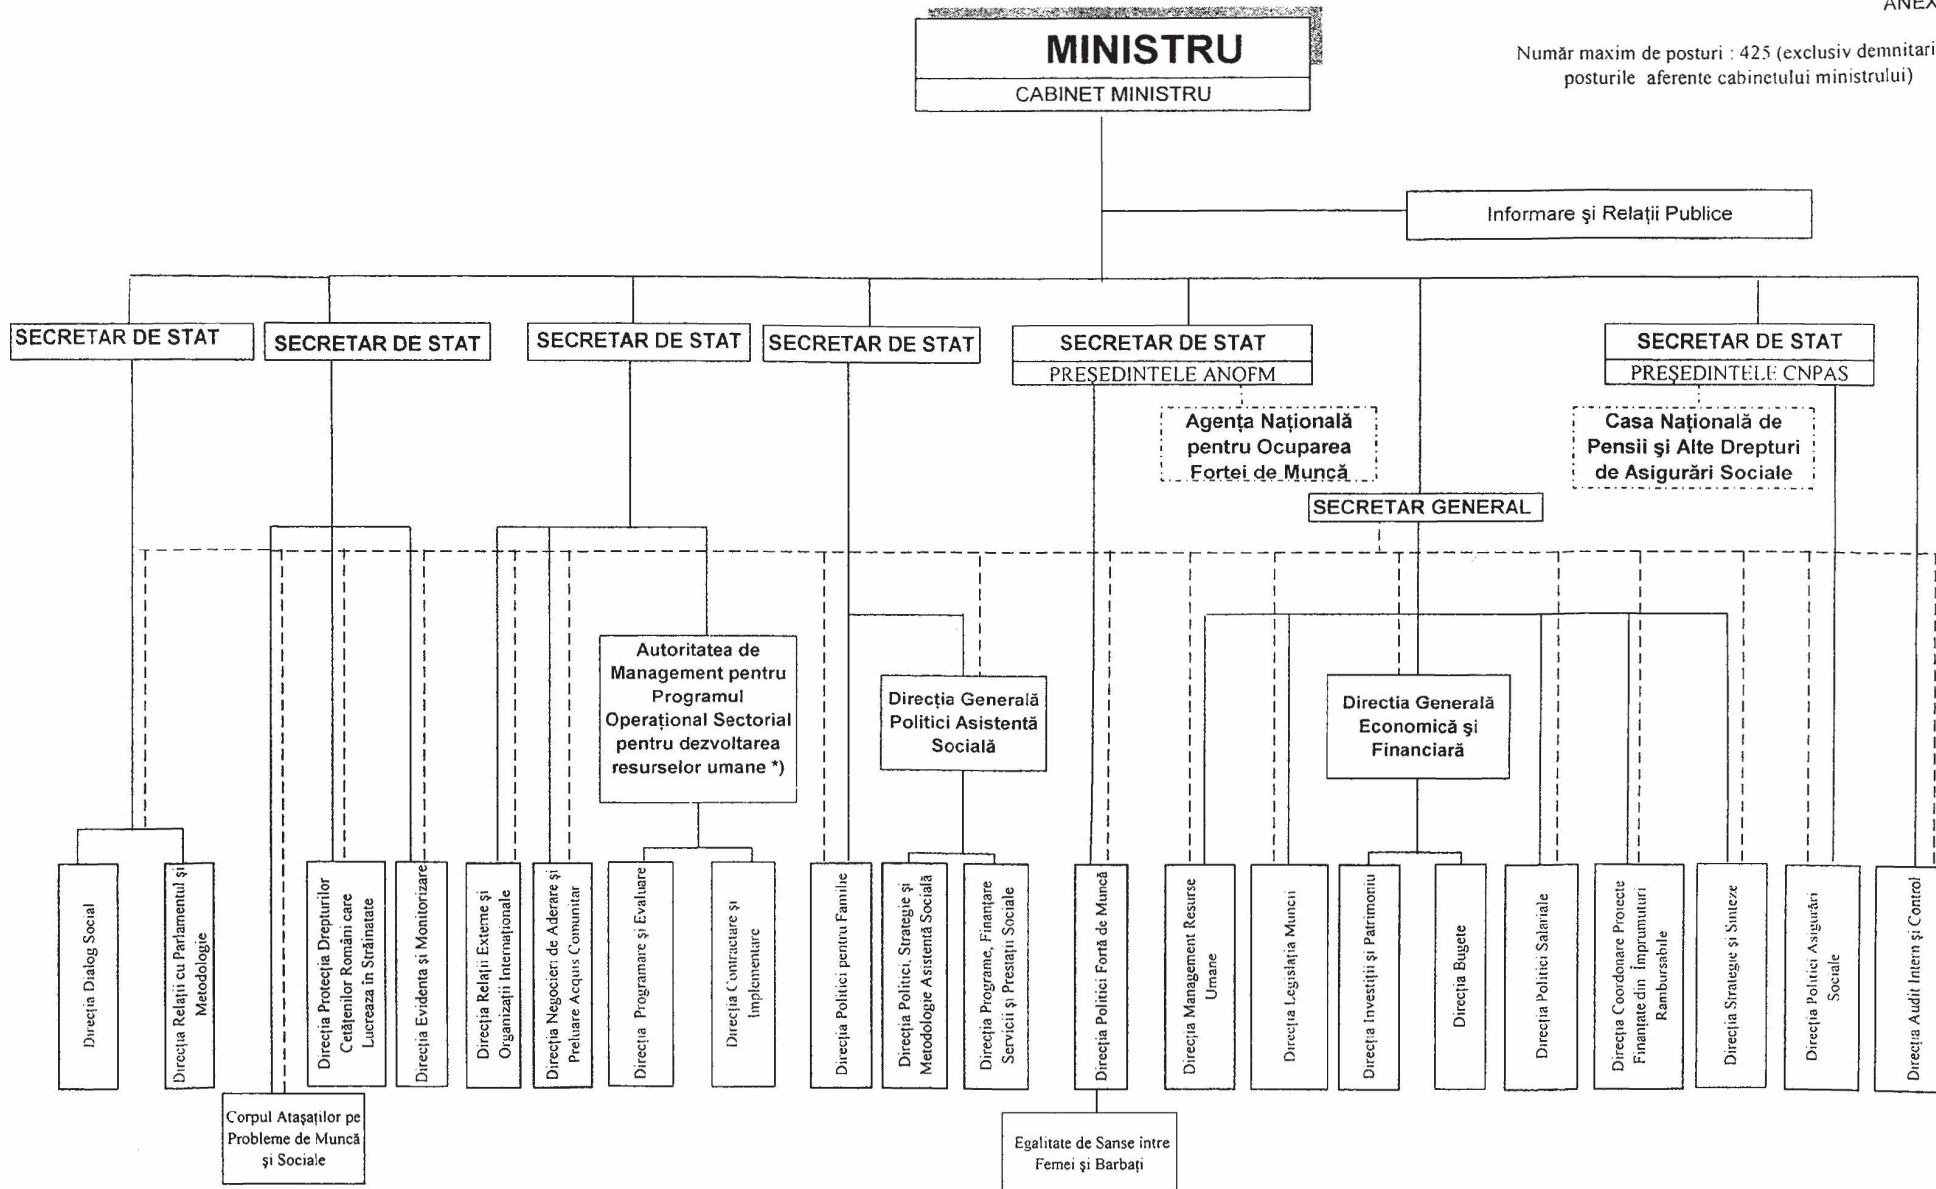 ANEX
MINISTRU
CABINET MINISTRU
Număr maxim de posturi : 425 (exclusiv demnitari
posturile aferente cabinetului ministrului)
Informare şi Relaţii Publice
SECRETAR DE STAT
SECRETAR DE STAT
SECRETAR DE STAT
SECRETAR DE STAT
SECRETAR DE STAT
PREŞEDINTELE ANOFM
SECRETAR DE STAT
PREŞEDINTELE CNPAS
Agenţa Naţională
pentru Ocuparea
Fortei de Muncă
Casa Naţională de
Pensii şi Alte Drepturi
de Asigurări Sociale
SECRETAR GENERAL
Autoritatea de
Management pentru
Programul
Operaţional Sectorial
pentru dezvoltarea
resurselor umane *)
Direcţia Generală
Politici Asistentă
Socială
Directia Generală
Economică şi
Financiară
Direcţia Dialog Social
Direcţia Relaţii cu Parlamentul şi
Metodologie
Direcţia Protecţia Drepturilor
Cetăţenilor Români care
Lucreaza în Străinatate
Direcţia Evidenta şi Monitorizare
Direcţia Relaţii Externe şi
Organizaţii Internaţionale
Direcţia Negocieri de Aderare şi
Preluare Acquis Comunitar
Direcţia Programare şi Evaluare
Direcţia Contractare şi
Implementare
Direcţia Politici pentru Familie
Direcţia Politici, Strategie şi
Metodologie Asistentă Socială
Direcţia Programe, Finanţare
Servicii şi Prestaţii Sociale
Direcţia Politici Fortă de Muncă
Direcţia Management Resurse
Umane
Direcţia Legislaţia Muncii
Direcţia Investiţii şi Patrimoniu
Direcţia Bugete
Direcţia Politici Salariale
Direcţia Coordonare Proiecte
Finanţate din Împrumuturi
Rambursabile
Direcţia Strategie şi Sinteze
Direcţia Politici Asigurări
Sociale
Direcţia Audit Intern şi Control
Corpul Ataşaţilor pe
Probleme de Muncă
şi Sociale
Egalitate de Sanse intre
Femei şi Barbaţi